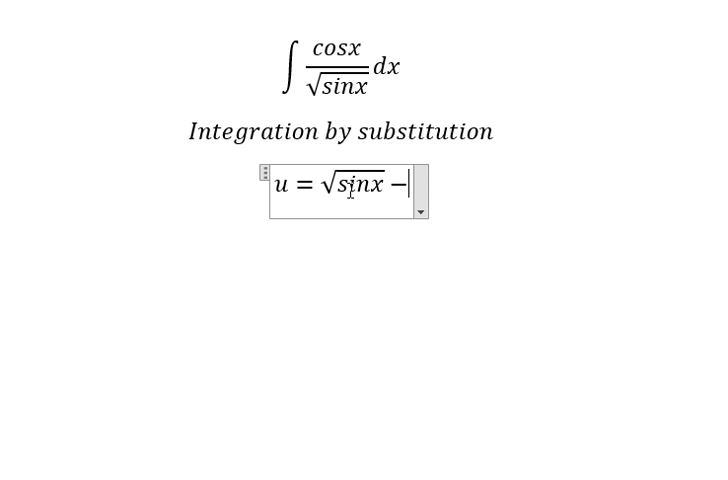 ∫ cosx/√sinx dx
Integration by substitution
u = √sinx −